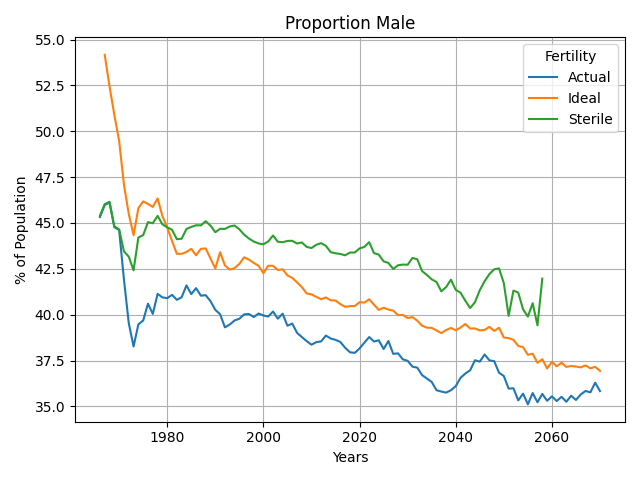 Proportion Male
55.0
52.5
50.0
47.5
45.0
42.5
40.0
37.5
35.0
% of Population
Fertility
Actual
Ideal
Sterile
1980
2000
2020
2040
2060
Years